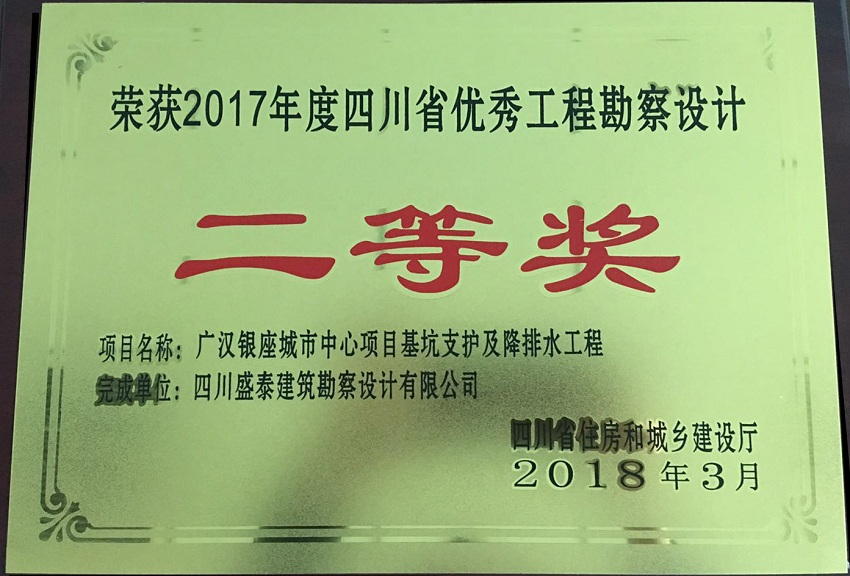 荣获2017年度四川省优秀工程勘察设计
二等奖
项目名称：广汉银座城市中心项目基坑支护及降排水工程
完成单位：四川盛泰建筑勘察设计有限公司
四川省住房和城乡建设厅
2018年3月